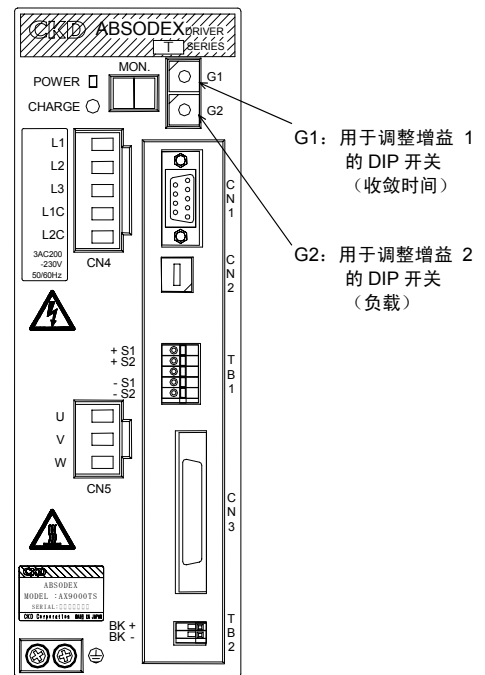 CKD ABSODEX DRIVER
T SERIES
MON.
POWER
G1
CHARGE
G2
G1：用于调整增益 1
的 DIP 开关
（收敛时间）
G2：用于调整增益 2
的 DIP 开关
（负载）
L1
L2
L3
L1C
L2C
3AC200
-230V
50/60Hz
CN4
CN1
CN2
+ S1
+ S2
- S1
- S2
TB1
U
V
W
CN5
CN3
CKD
ABSODEX
MODEL :AX9000TS
SERIAL:□□□□□□□
CKD Corporation MADE IN JAPAN
BK +
BK -
TB2